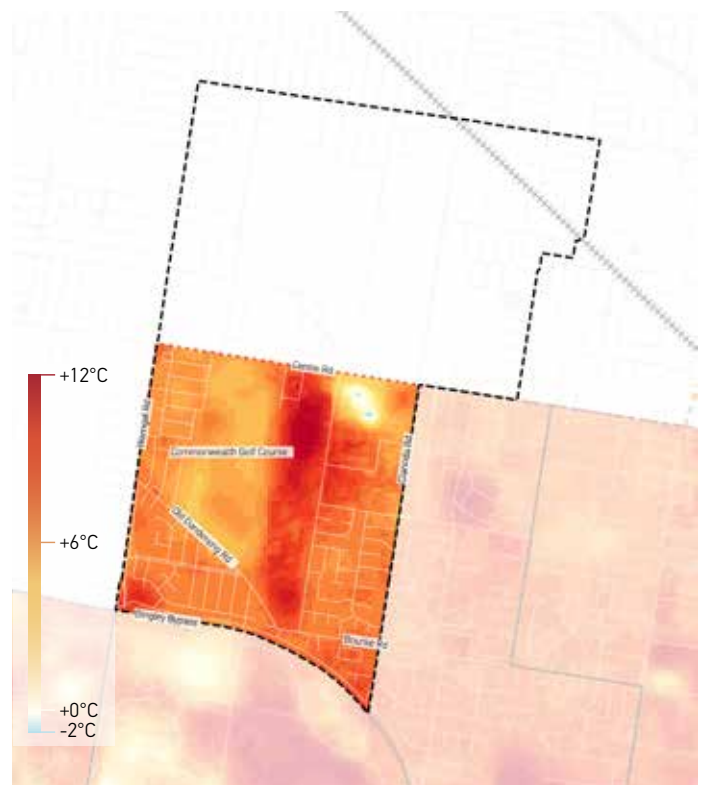 Centre Rd
+12°C
Warrigal Rd
Clarinda Rd
Commonwealth Golf Course
Old Dandenong Rd
+6°C
Dingley Bypass
Bourke Rd
+0°C
-2°C